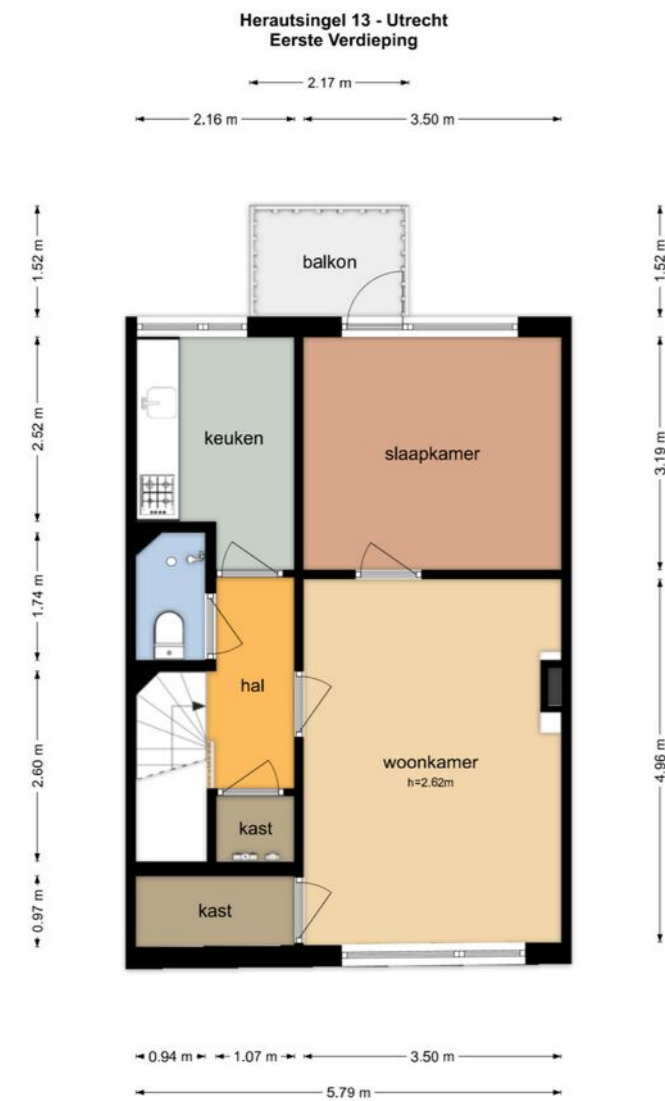 Herautsingel 13 - Utrecht
Eerste Verdieping
2.17 m
2.16 m
3.50 m
1.52 m
1.52 m
balkon
2.52 m
keuken
slaapkamer
3.19 m
1.74 m
hal
2.60 m
woonkamer
h=2.62m
4.96 m
kast
0.97 m
kast
0.94 m
1.07 m
3.50 m
5.79 m